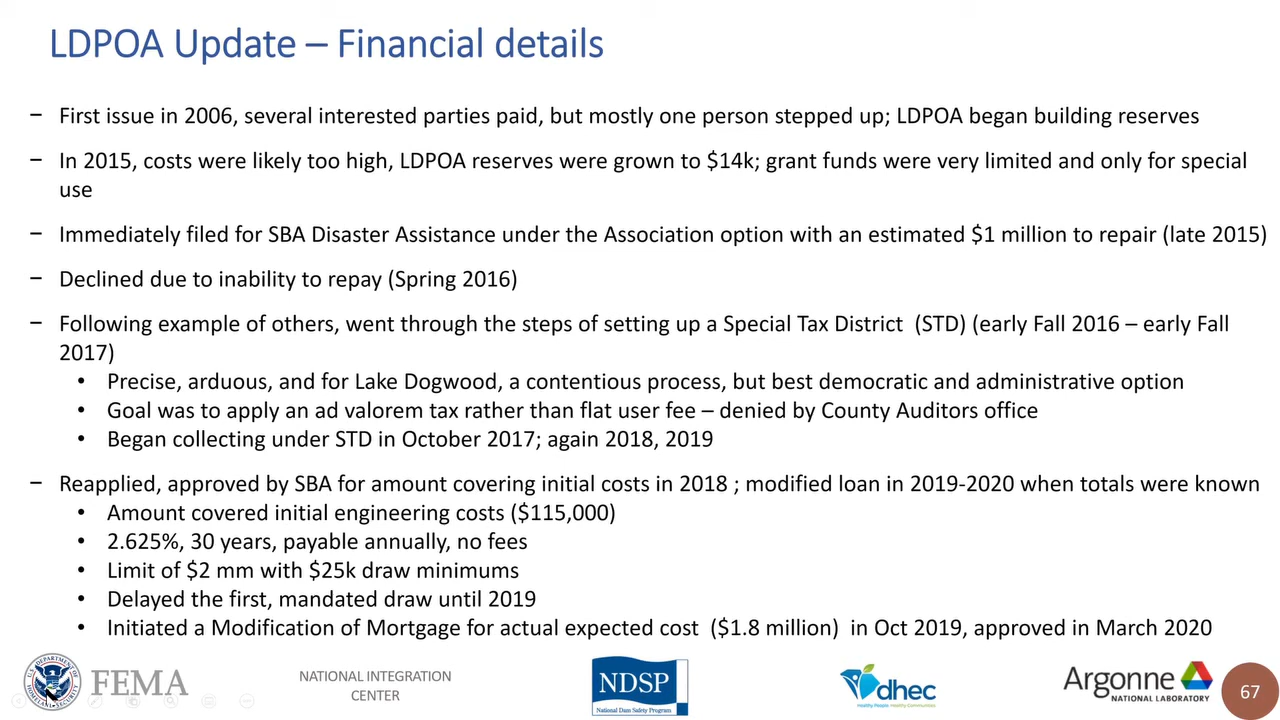 LDPOA Update – Financial details
− First issue in 2006, several interested parties paid, but mostly one person stepped up; LDPOA began building reserves
− In 2015, costs were likely too high, LDPOA reserves were grown to $14k; grant funds were very limited and only for special
use
− Immediately filed for SBA Disaster Assistance under the Association option with an estimated $1 million to repair (late 2015)
− Declined due to inability to repay (Spring 2016)
− Following example of others, went through the steps of setting up a Special Tax District (STD) (early Fall 2016 – early Fall
2017)
• Precise, arduous, and for Lake Dogwood, a contentious process, but best democratic and administrative option
• Goal was to apply an ad valorem tax rather than flat user fee – denied by County Auditors office
• Began collecting under STD in October 2017; again 2018, 2019
− Reapplied, approved by SBA for amount covering initial costs in 2018 ; modified loan in 2019-2020 when totals were known
• Amount covered initial engineering costs ($115,000)
• 2.625%, 30 years, payable annually, no fees
• Limit of $2 mm with $25k draw minimums
• Delayed the first, mandated draw until 2019
• Initiated a Modification of Mortgage for actual expected cost ($1.8 million) in Oct 2019, approved in March 2020
FEMA
NATIONAL INTEGRATION
CENTER
NDSP
National Dam Safety Program
dhec
Healthy People. Healthy Communities.
Argonne
NATIONAL LABORATORY
67